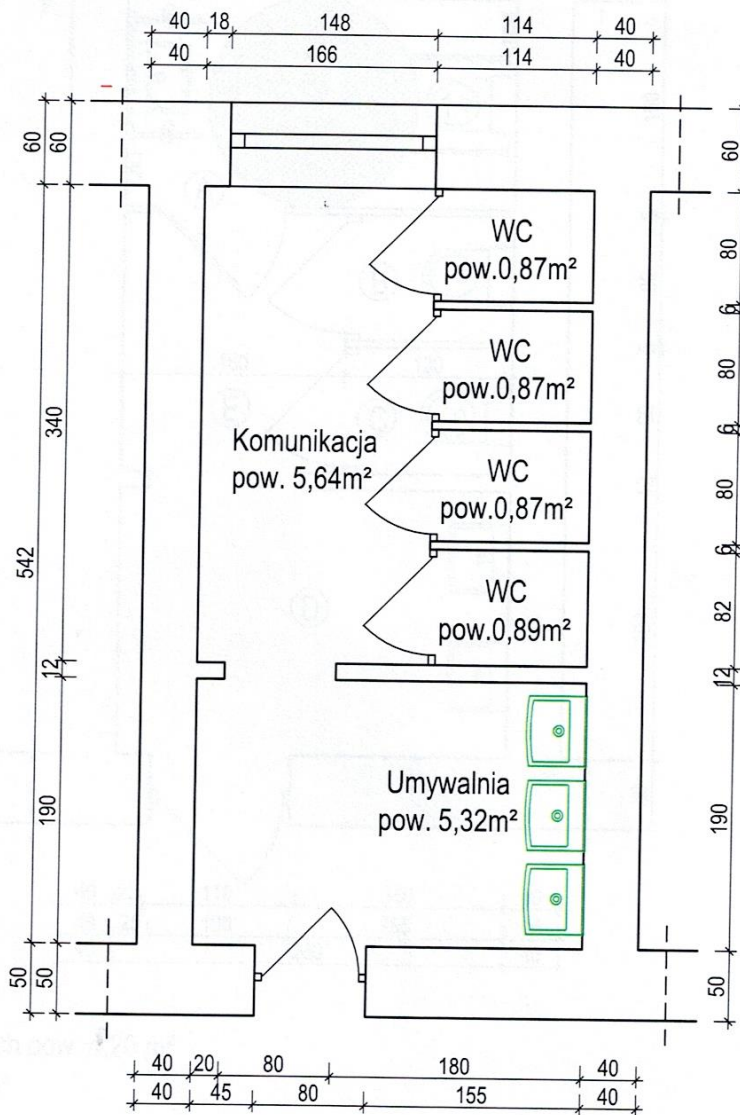 40 18 148 114 40
40 166 114 40
60 60 60
WC
pow.0,87m²
80
6
WC
pow.0,87m²
80
6
340
Komunikacja
pow. 5,64m²
WC
pow.0,87m²
80
6
542
WC
pow.0,89m²
82
12 12
Umywalnia
pow. 5,32m²
190 190
50 50 50
40 20 80 180 40
40 45 80 155 40